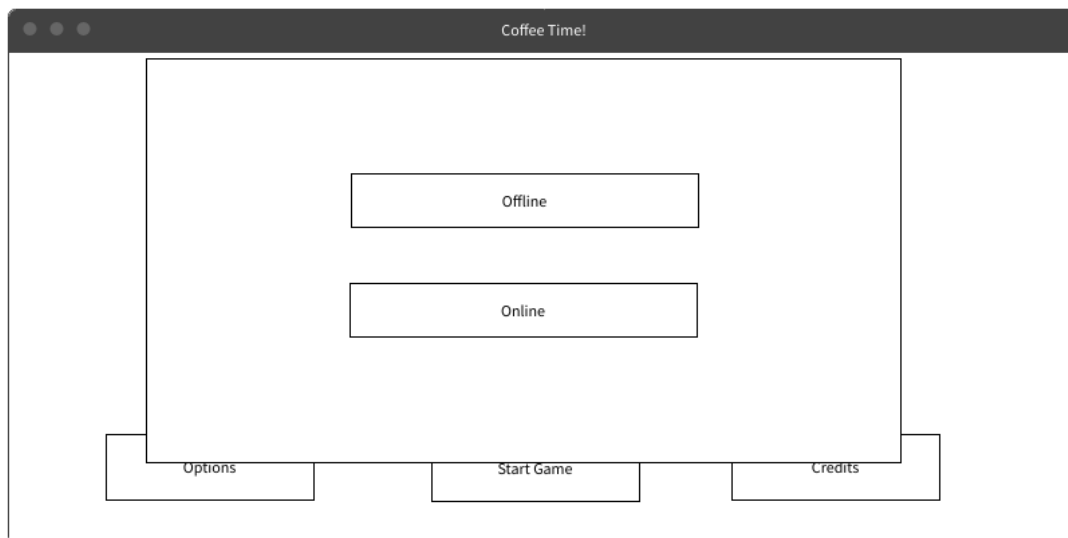 Coffee Time!
Offline
Online
Options
Start Game
Credits